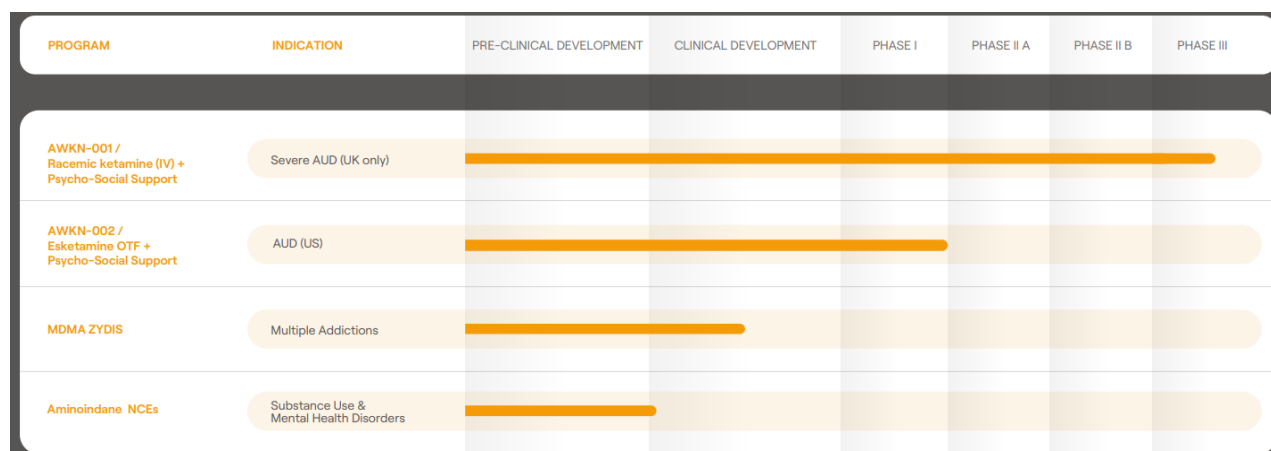 PROGRAM INDICATION PRE-CLINICAL DEVELOPMENT CLINICAL DEVELOPMENT PHASE I PHASE II A PHASE II B PHASE III
AWKN-001 /
Racemic ketamine (IV) +
Psycho-Social Support
Severe AUD (UK only)
AWKN-002 /
Esketamine OTF +
Psycho-Social Support
AUD (US)
MDMA ZYDIS
Multiple Addictions
Aminoindane NCEs
Substance Use &
Mental Health Disorders